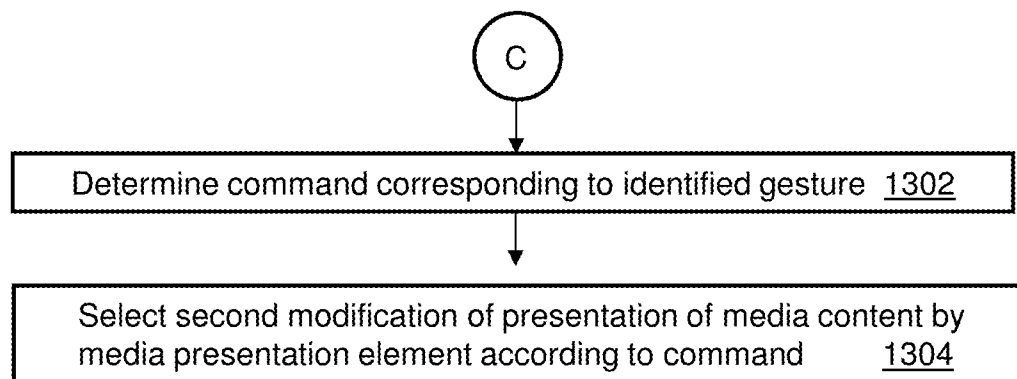 C
Determine command corresponding to identified gesture 1302
Select second modification of presentation of media content by
media presentation element according to command 1304